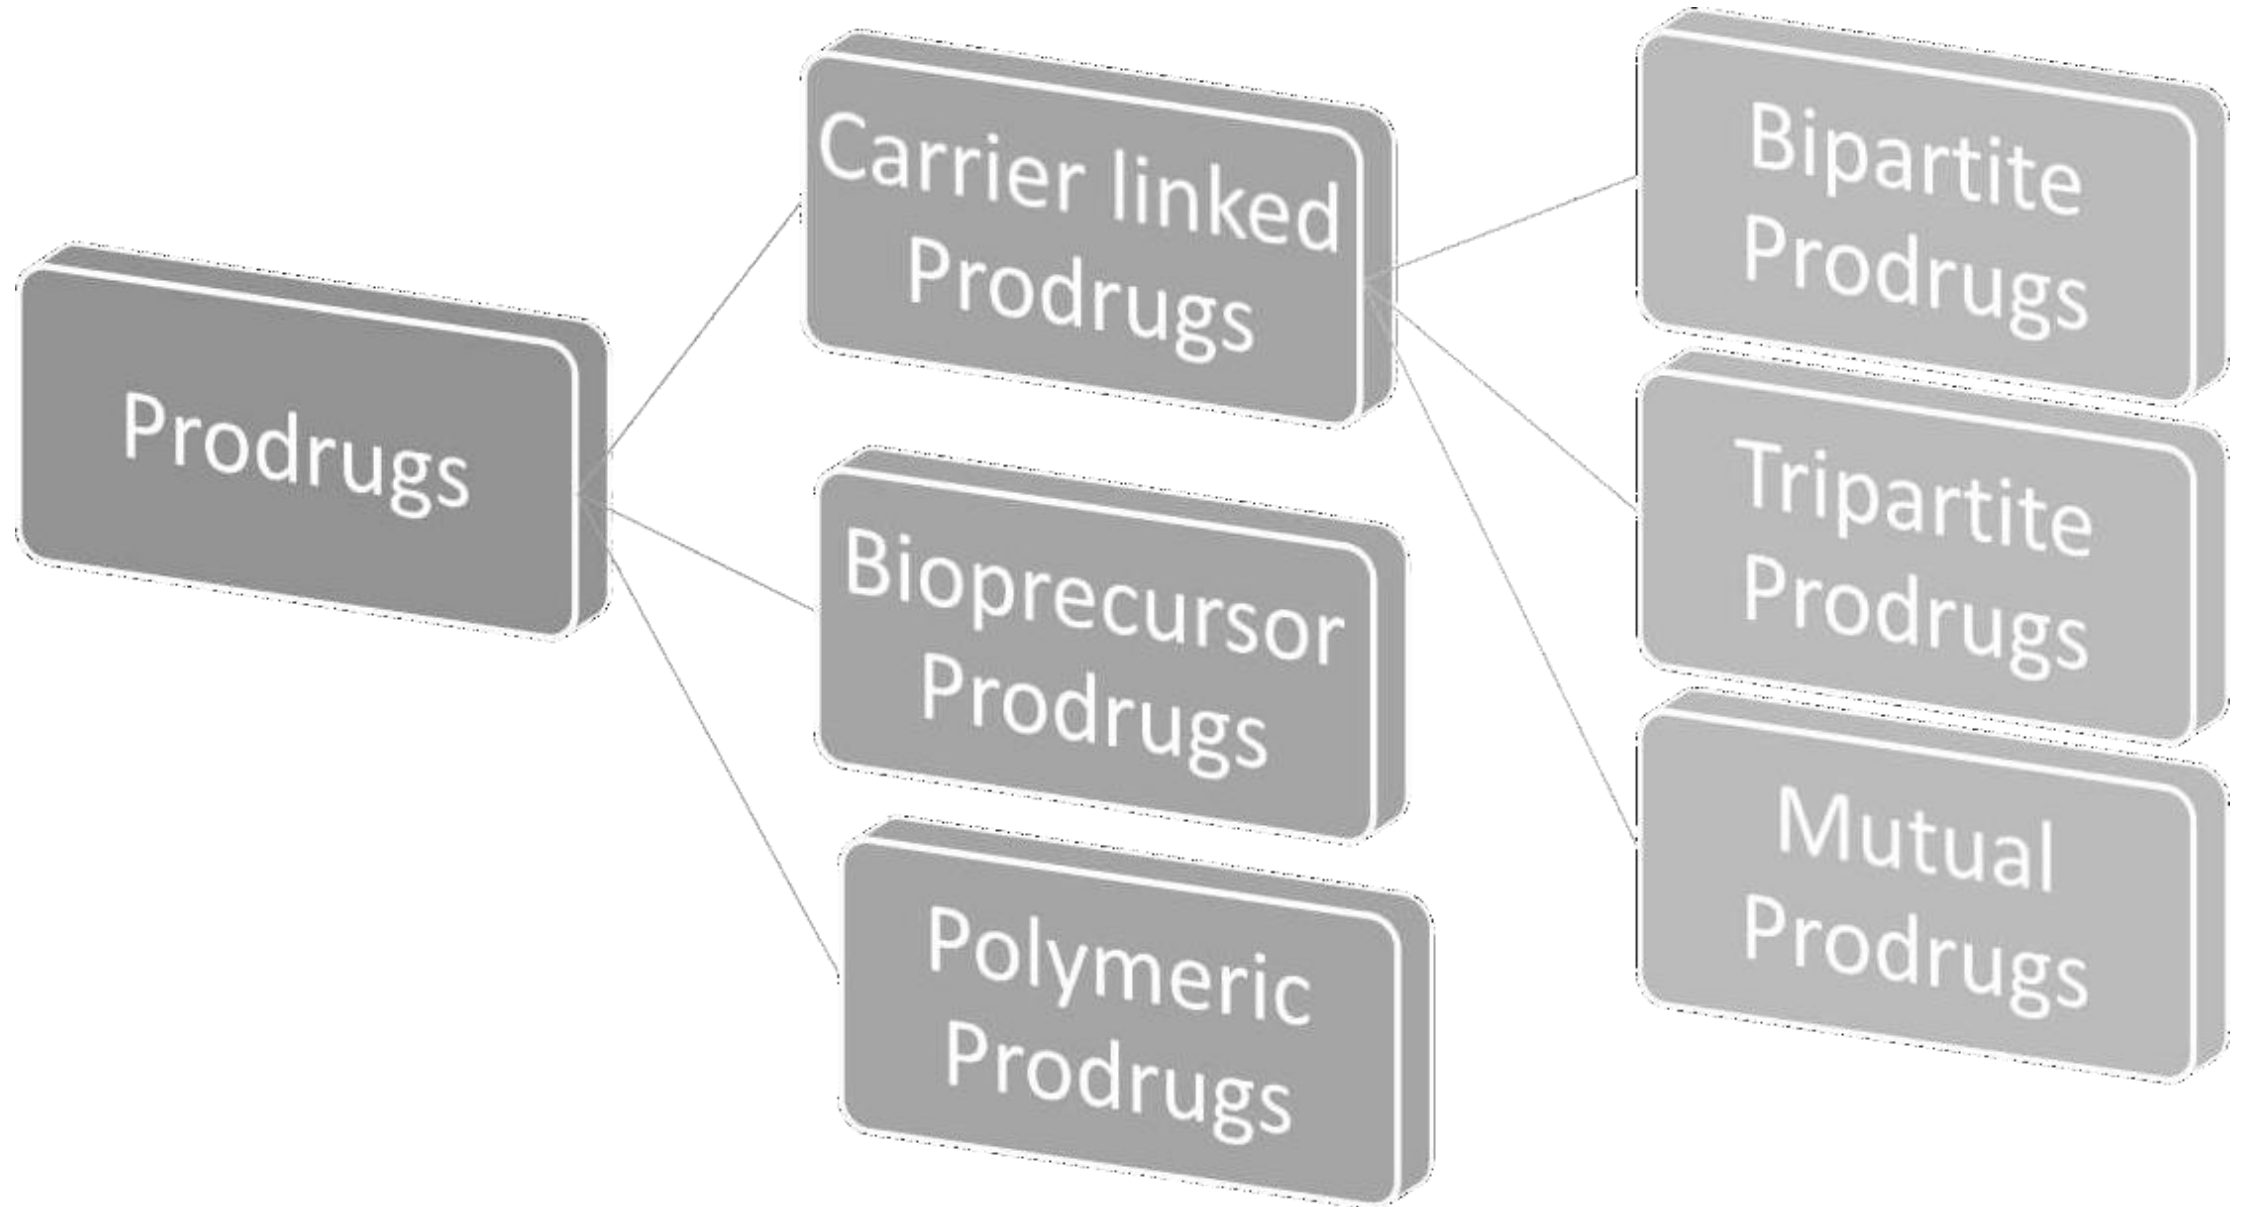 Prodrugs
Carrier linked
Prodrugs
Bioprecursor
Prodrugs
Polymeric
Prodrugs
Bipartite
Prodrugs
Tripartite
Prodrugs
Mutual
Prodrugs